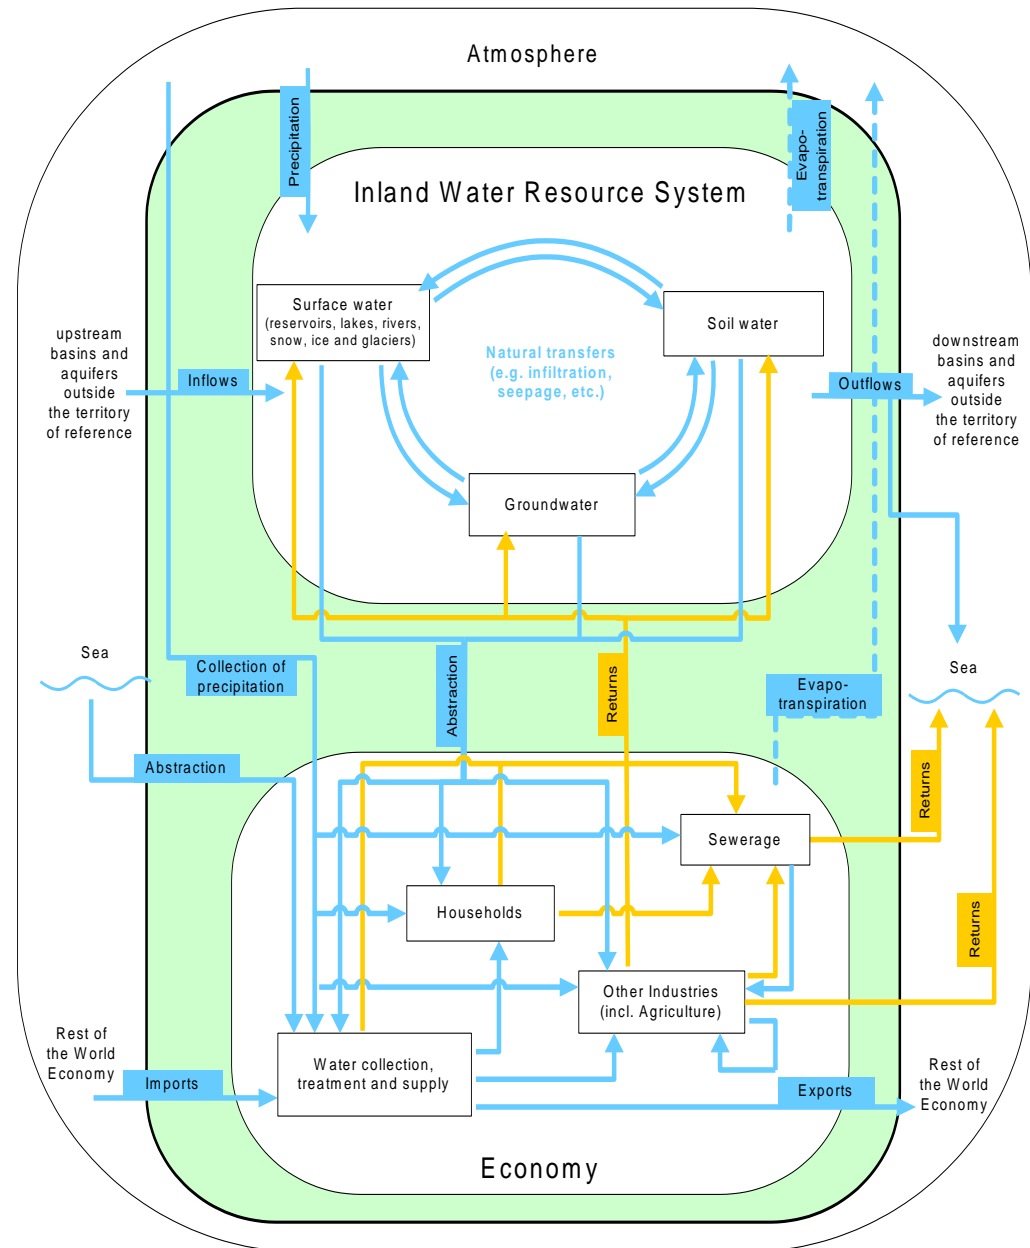 Atmosphere
Precipitation
Evapo-
transpiration
Inland Water Resource System
Surface water
(reservoirs, lakes, rivers,
snow, ice and glaciers)
Soil water
upstream
basins and
aquifers
outside
the territory
of reference
Inflows
Natural transfers
(e.g. infiltration,
seepage, etc.)
Outflows
downstream
basins and
aquifers
outside
the territory
of reference
Groundwater
Sea
Collection of
precipitation
Abstraction
Returns
Evapo-
transpiration
Sea
Abstraction
Returns
Sewerage
Households
Returns
Other Industries
(incl. Agriculture)
Rest of
the World
Economy
Imports
Water collection,
treatment and supply
Exports
Rest of
the World
Economy
Economy